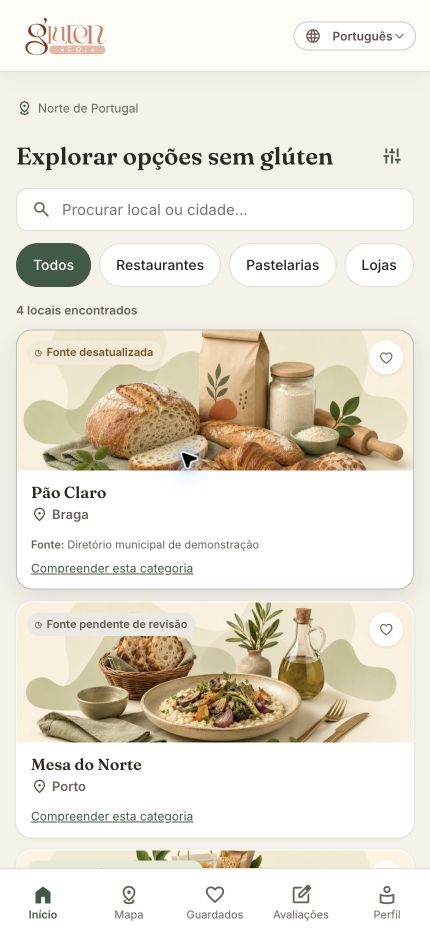 gluten
FRI
Português
Norte de Portugal
Explorar opções sem glúten
Procurar local ou cidade...
Todos
Restaurantes
Pastelarias
Lojas
4 locais encontrados
Fonte desatualizada
Pão Claro
Braga
Fonte: Diretório municipal de demonstração
Compreender esta categoria
Fonte pendente de revisão
Mesa do Norte
Porto
Compreender esta categoria
Início
Mapa
Guardados
Avaliações
Perfil